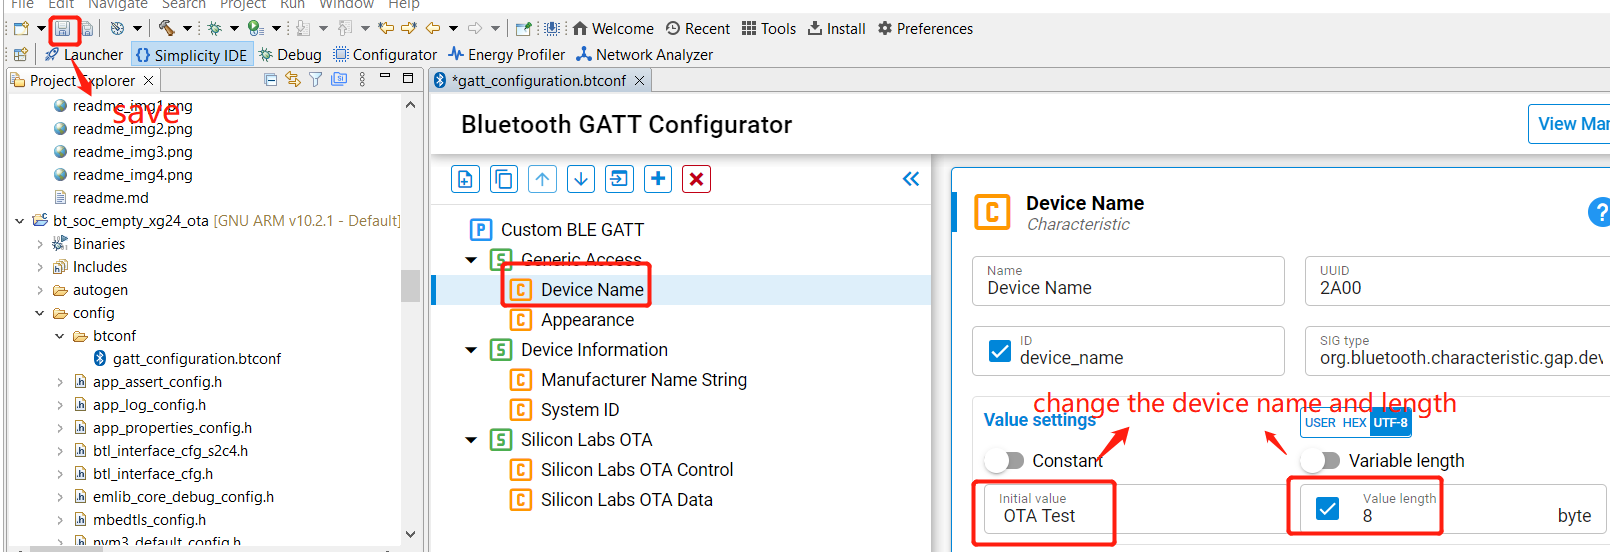 File Edit Navigate Search Project Run Window Help
Welcome Recent Tools Install Preferences
Launcher {} Simplicity IDE Debug Configurator Energy Profiler Network Analyzer
Project Explorer
*gatt_configuration.btconf
save
readme_img1.png
readme_img2.png
readme_img3.png
readme_img4.png
readme.md
bt_soc_empty_xg24_ota [GNU ARM v10.2.1 - Default]
Binaries
Includes
autogen
config
btconf
gatt_configuration.btconf
app_assert_config.h
app_log_config.h
app_properties_config.h
btl_interface_cfg_s2c4.h
btl_interface_cfg.h
emlib_core_debug_config.h
mbedtls_config.h
nvm3_default_config.h
Bluetooth GATT Configurator
View Mar
P Custom BLE GATT
S Generic Access
C Device Name
C Appearance
S Device Information
C Manufacturer Name String
C System ID
S Silicon Labs OTA
C Silicon Labs OTA Control
C Silicon Labs OTA Data
C Device Name
Characteristic
?
Name
Device Name
UUID
2A00
ID
device_name
SIG type
org.bluetooth.characteristic.gap.dev
change the device name and length
Value settings
USER HEX UTF-8
Constant
Variable length
Initial value
OTA Test
Value length
8
byte